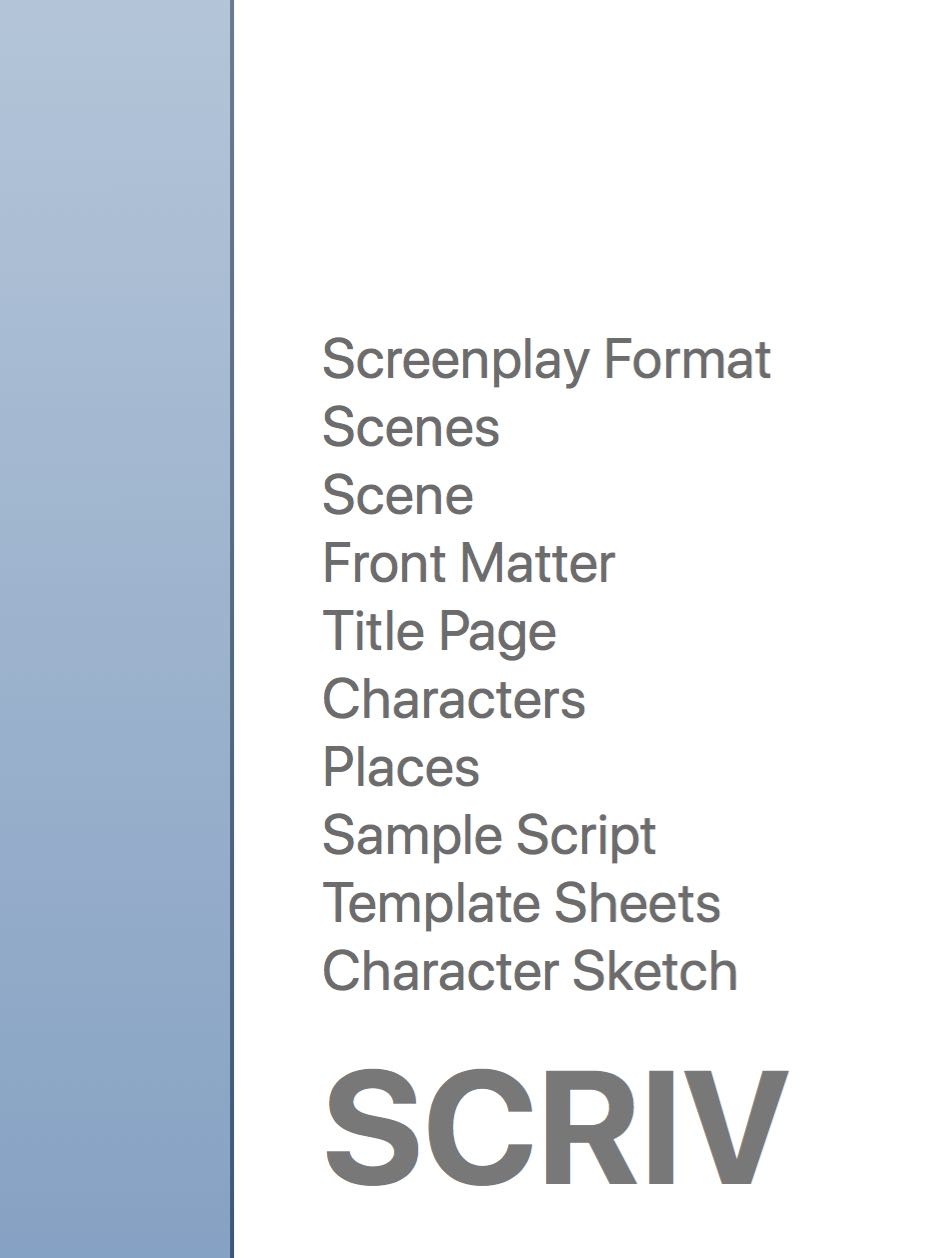 Screenplay Format
Scenes
Scene
Front Matter
Title Page
Characters
Places
Sample Script
Template Sheets
Character Sketch
SCRIV